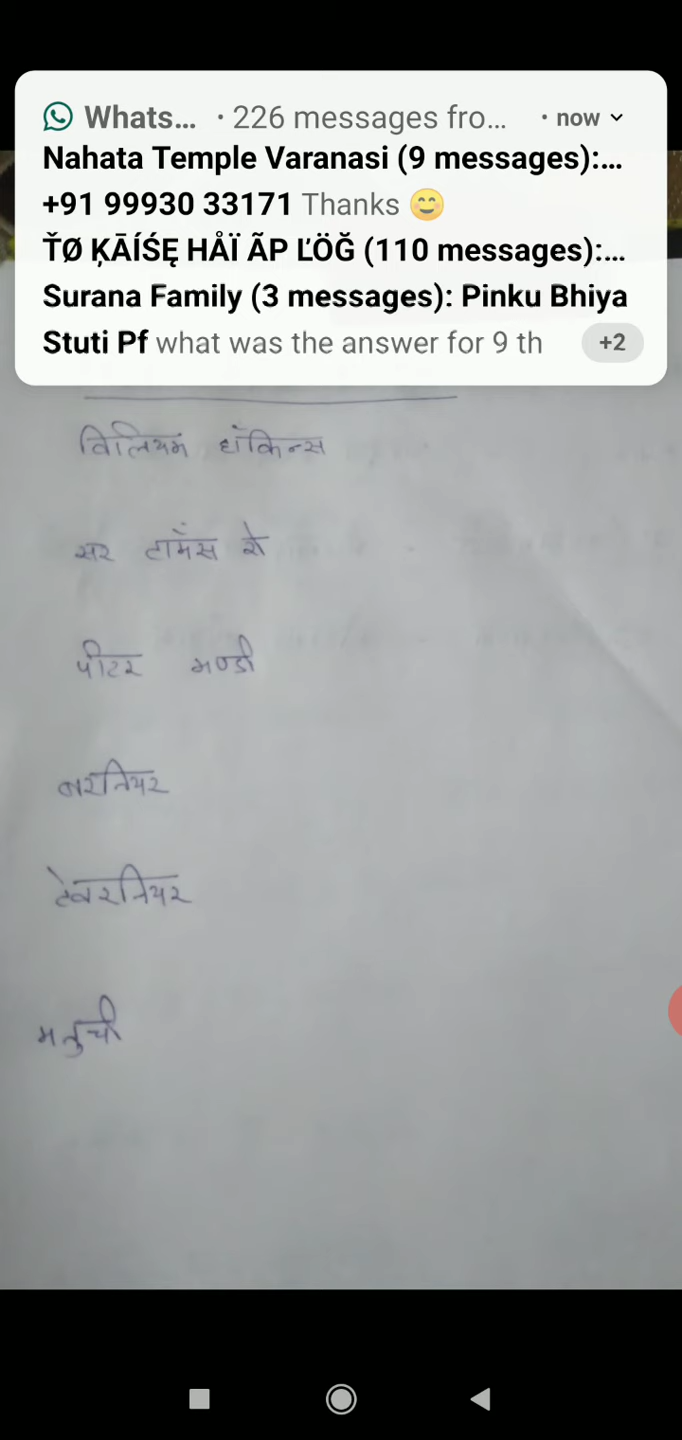 Whats... • 226 messages fro... • now
Nahata Temple Varanasi (9 messages):...
+91 99930 33171 Thanks 😊
ŤØ ĶĀÍŚĘ HÅÏ ÃP ĽÖĞ (110 messages):...
Surana Family (3 messages): Pinku Bhiya
Stuti Pf what was the answer for 9 th +2
विलियम हॉकिन्स
सर टामॅस रो
पीटर मण्डी
बरनियर
टेवरनियर
मनुची